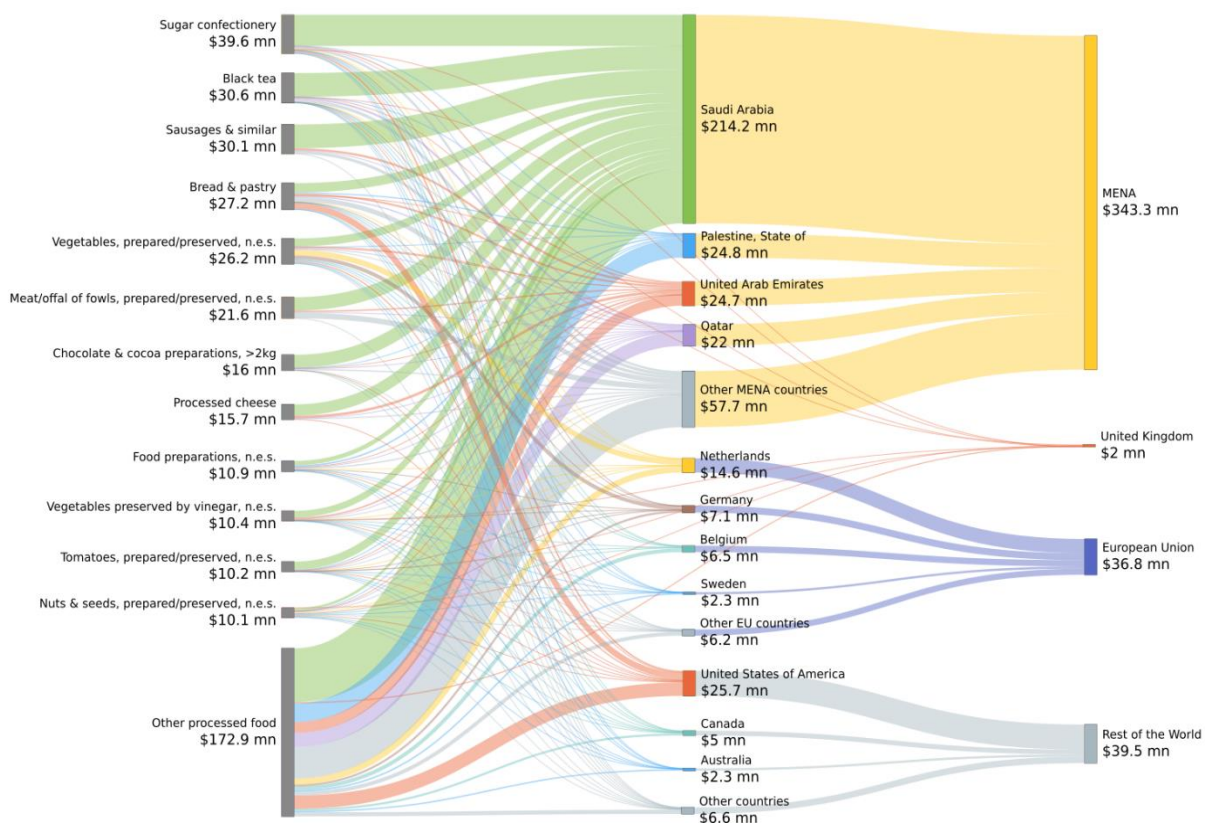 Sugar confectionery
$39.6 mn
Black tea
$30.6 mn
Sausages & similar
$30.1 mn
Bread & pastry
$27.2 mn
Vegetables, prepared/preserved, n.e.s.
$26.2 mn
Meat/offal of fowls, prepared/preserved, n.e.s.
$21.6 mn
Chocolate & cocoa preparations, >2kg
$16 mn
Processed cheese
$15.7 mn
Food preparations, n.e.s.
$10.9 mn
Vegetables preserved by vinegar, n.e.s.
$10.4 mn
Tomatoes, prepared/preserved, n.e.s.
$10.2 mn
Nuts & seeds, prepared/preserved, n.e.s.
$10.1 mn
Other processed food
$172.9 mn
Saudi Arabia
$214.2 mn
Palestine, State of
$24.8 mn
United Arab Emirates
$24.7 mn
Qatar
$22 mn
Other MENA countries
$57.7 mn
Netherlands
$14.6 mn
Germany
$7.1 mn
Belgium
$6.5 mn
Sweden
$2.3 mn
Other EU countries
$6.2 mn
United States of America
$25.7 mn
Canada
$5 mn
Australia
$2.3 mn
Other countries
$6.6 mn
MENA
$343.3 mn
United Kingdom
$2 mn
European Union
$36.8 mn
Rest of the World
$39.5 mn